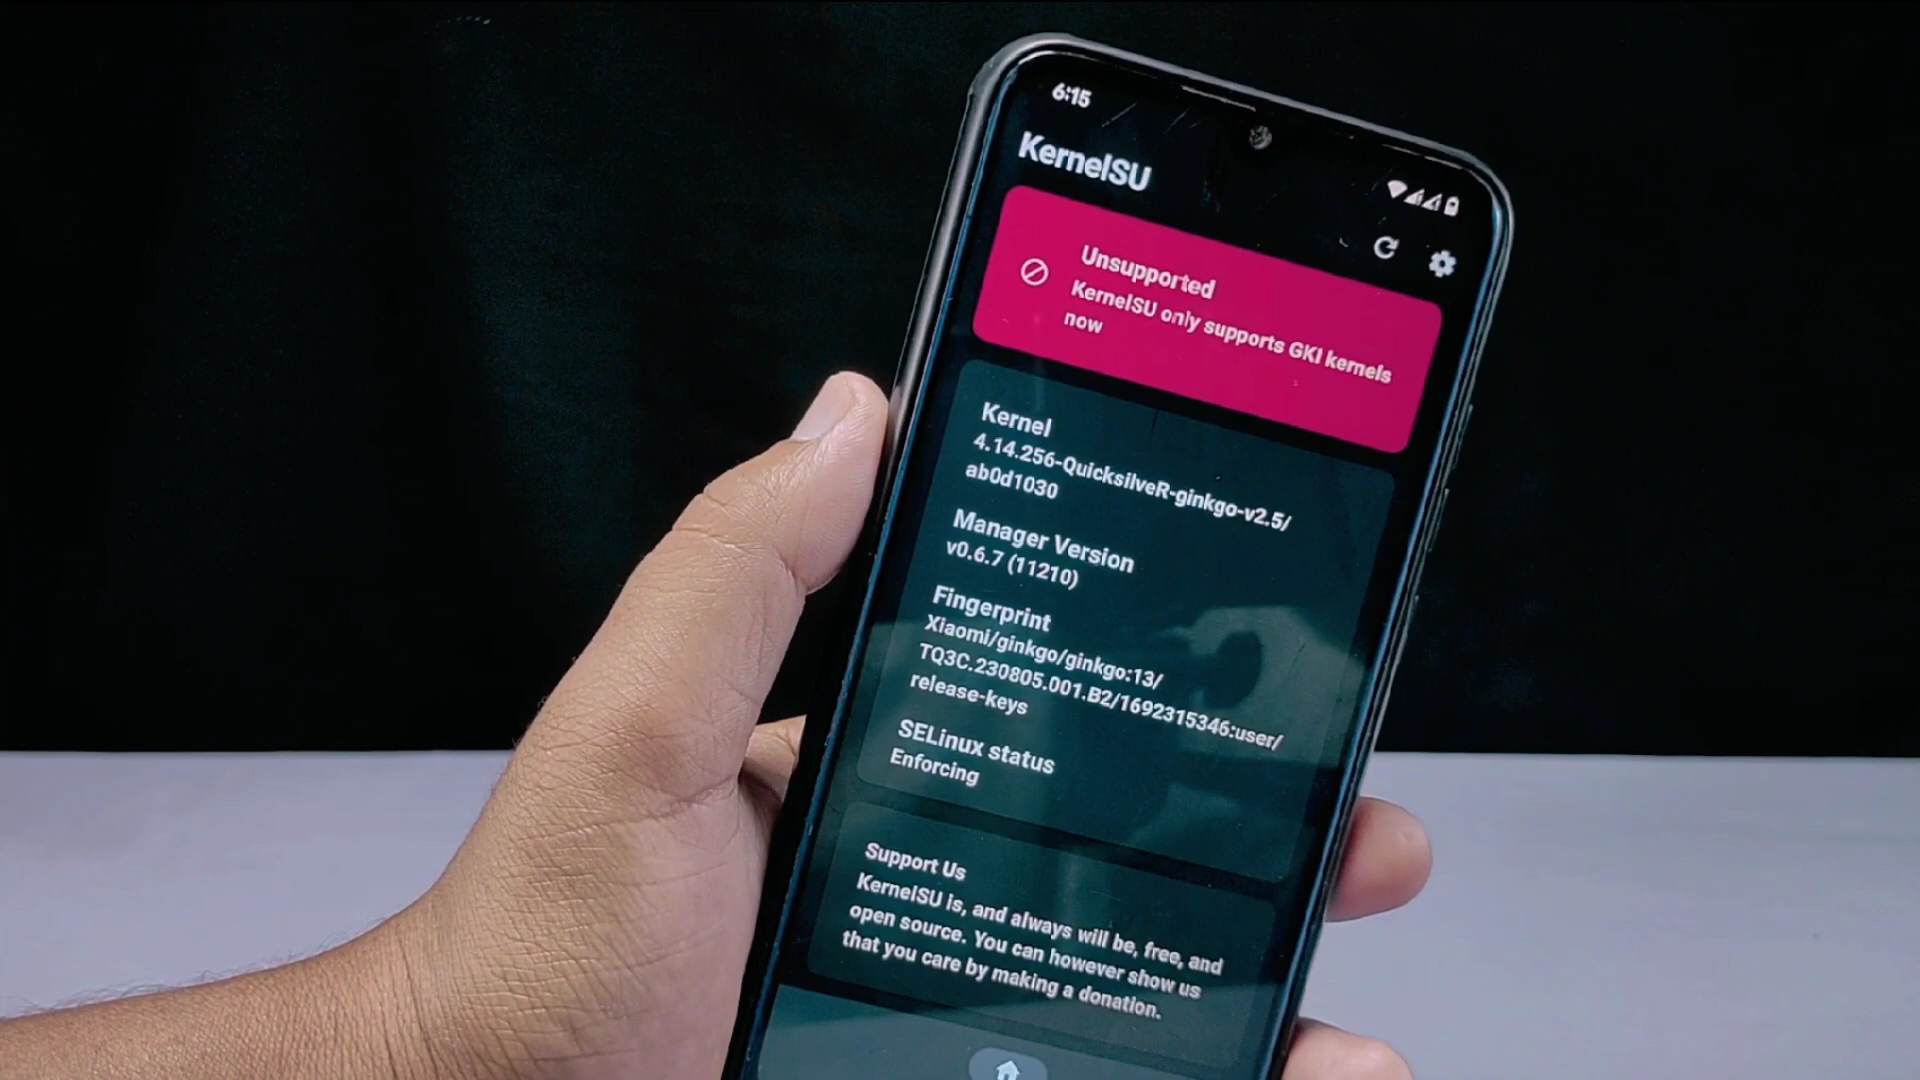 6:15
KernelSU
Unsupported
KernelSU only supports GKI kernels
now
Kernel
4.14.256-QuicksilveR-ginkgo-v2.5/
ab0d1030
Manager Version
v0.6.7 (11210)
Fingerprint
Xiaomi/ginkgo/ginkgo:13/
TQ3C.230805.001.B2/1692315346:user/
release-keys
SELinux status
Enforcing
Support Us
KernelSU is, and always will be, free, and
open source. You can however show us
that you care by making a donation.